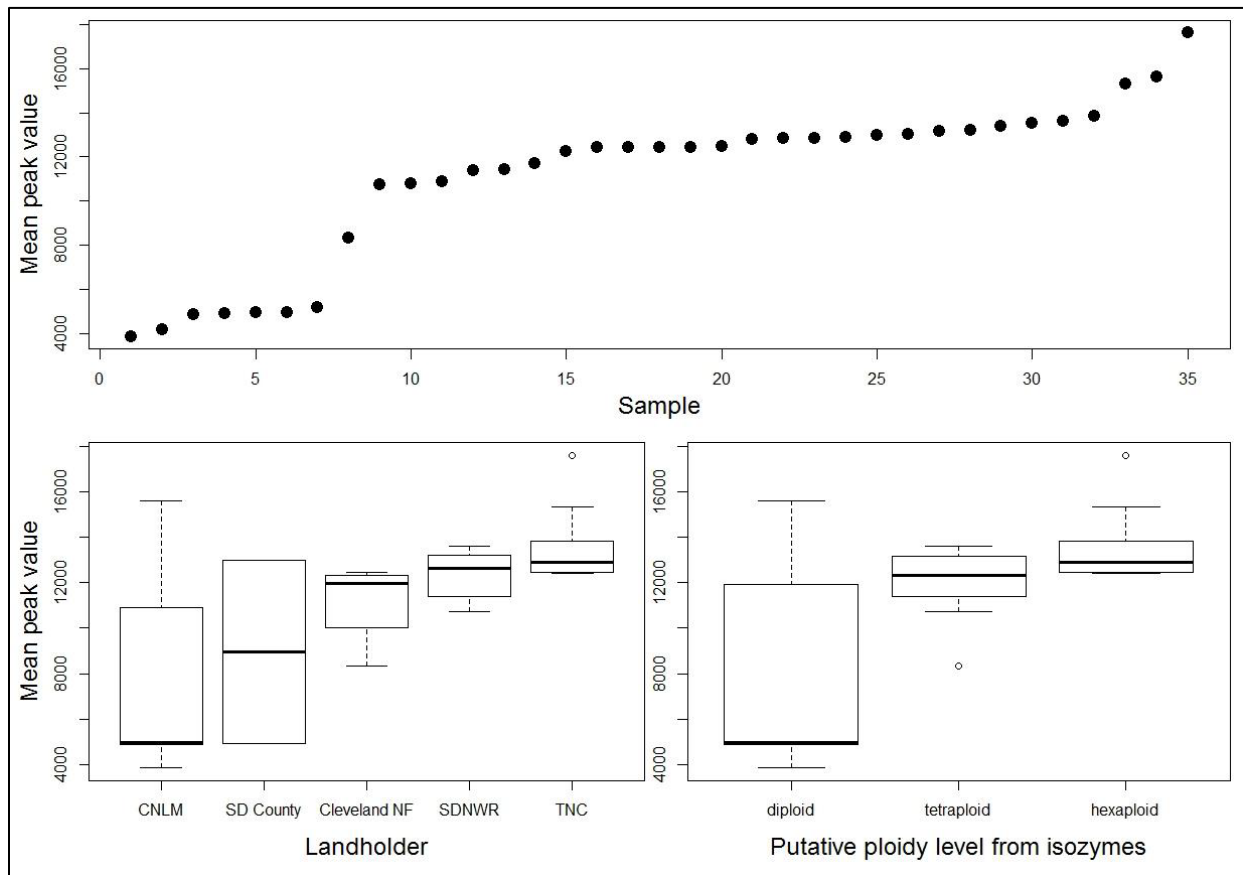 Mean peak value
16000
12000
8000
4000
0 5 10 15 20 25 30 35
Sample
Mean peak value
16000
12000
8000
4000
CNLM SD County Cleveland NF SDNWR TNC
Landholder
16000
12000
8000
4000
diploid tetraploid hexaploid
Putative ploidy level from isozymes